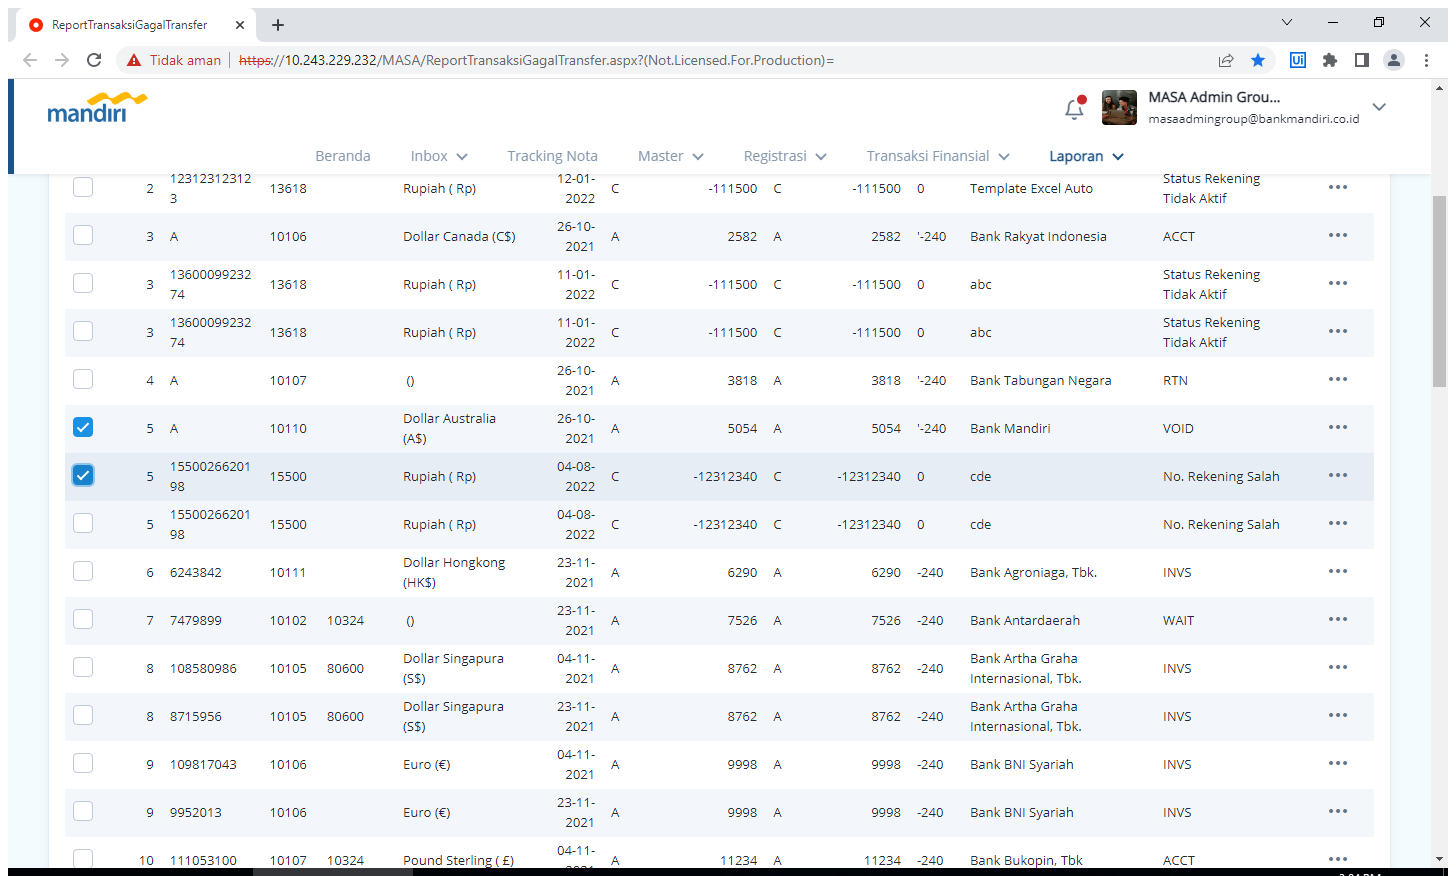 ReportTransaksiGagalTransfer
Tidak aman | https://10.243.229.232/MASA/ReportTransaksiGagalTransfer.aspx?(Not.Licensed.For.Production)=
Ui
mandiri
MASA Admin Grou...
masaadmingroup@bankmandiri.co.id
Beranda Inbox Tracking Nota Master Registrasi Transaksi Finansial Laporan
2 12312312312 3 13618 Rupiah ( Rp) 12-01-2022 C -111500 C -111500 0 Template Excel Auto Status Rekening Tidak Aktif
3 A 10106 Dollar Canada (C$) 26-10-2021 A 2582 A 2582 '-240 Bank Rakyat Indonesia ACCT
3 13600099232 74 13618 Rupiah ( Rp) 11-01-2022 C -111500 C -111500 0 abc Status Rekening Tidak Aktif
3 13600099232 74 13618 Rupiah ( Rp) 11-01-2022 C -111500 C -111500 0 abc Status Rekening Tidak Aktif
4 A 10107 () 26-10-2021 A 3818 A 3818 '-240 Bank Tabungan Negara RTN
5 A 10110 Dollar Australia (A$) 26-10-2021 A 5054 A 5054 '-240 Bank Mandiri VOID
5 15500266201 98 15500 Rupiah ( Rp) 04-08-2022 C -12312340 C -12312340 0 cde No. Rekening Salah
5 15500266201 98 15500 Rupiah ( Rp) 04-08-2022 C -12312340 C -12312340 0 cde No. Rekening Salah
6 6243842 10111 Dollar Hongkong (HK$) 23-11-2021 A 6290 A 6290 -240 Bank Agroniaga, Tbk. INVS
7 7479899 10102 10324 () 23-11-2021 A 7526 A 7526 -240 Bank Antardaerah WAIT
8 108580986 10105 80600 Dollar Singapura (S$) 04-11-2021 A 8762 A 8762 -240 Bank Artha Graha Internasional, Tbk. INVS
8 8715956 10105 80600 Dollar Singapura (S$) 23-11-2021 A 8762 A 8762 -240 Bank Artha Graha Internasional, Tbk. INVS
9 109817043 10106 Euro (€) 04-11-2021 A 9998 A 9998 -240 Bank BNI Syariah INVS
9 9952013 10106 Euro (€) 23-11-2021 A 9998 A 9998 -240 Bank BNI Syariah INVS
10 111053100 10107 10324 Pound Sterling ( £) 04-11- A 11234 A 11234 -240 Bank Bukopin, Tbk ACCT